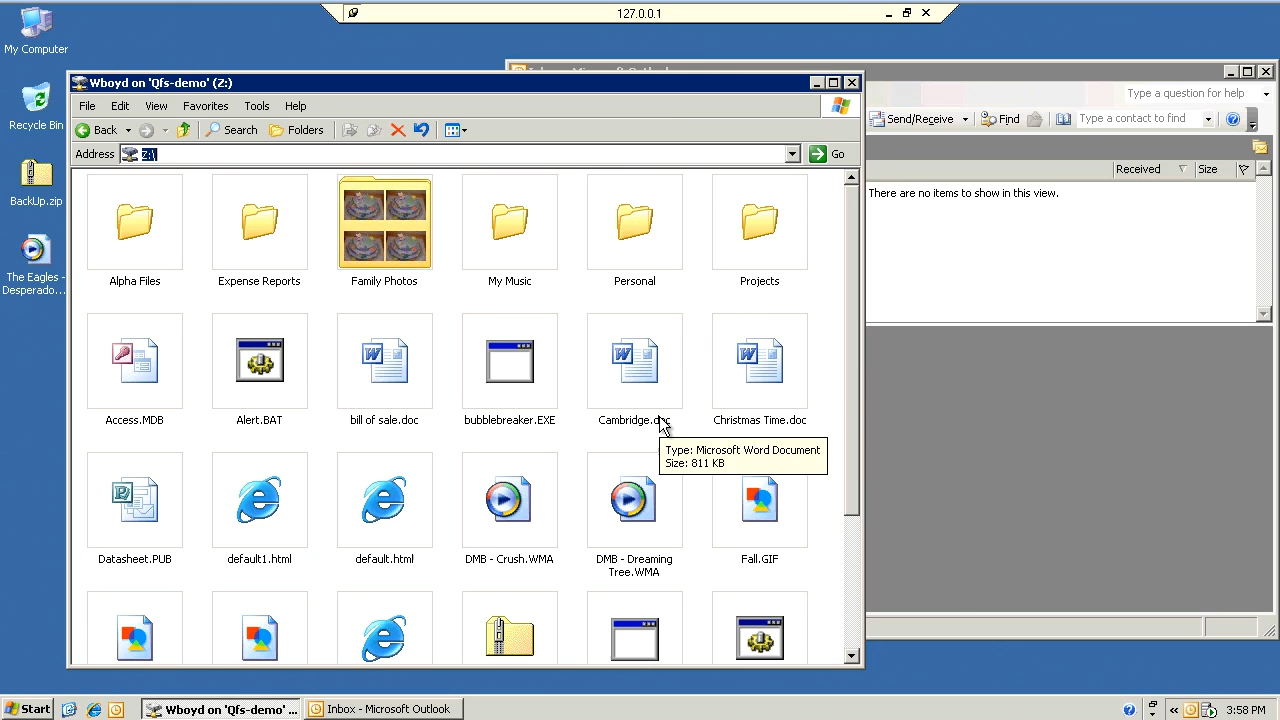 127.0.0.1
My Computer
Wboyd on 'Qfs-demo' (Z:)
File Edit View Favorites Tools Help
Type a question for help
Back Search Folders
Send/Receive Find Type a contact to find
Recycle Bin
Address Z:\ Go
Received Size
There are no items to show in this view.
BackUp.zip
The Eagles -
Desperado...
Alpha Files Expense Reports Family Photos My Music Personal Projects
Access.MDB Alert.BAT bill of sale.doc bubblebreaker.EXE Cambridge.doc Christmas Time.doc
Type: Microsoft Word Document
Size: 811 KB
Datasheet.PUB default1.html default.html DMB - Crush.WMA DMB - Dreaming Tree.WMA Fall.GIF
Start Wboyd on 'Qfs-demo' ... Inbox - Microsoft Outlook 3:58 PM